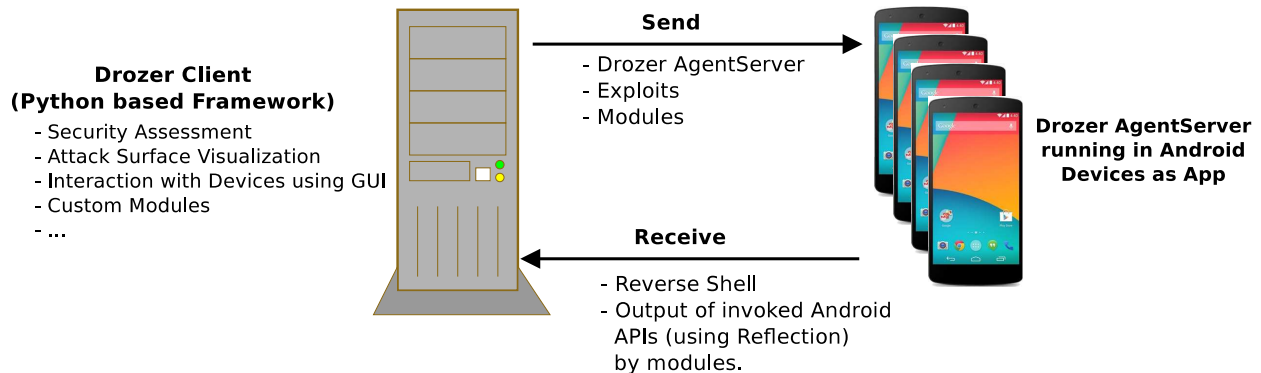 Drozer Client
(Python based Framework)
- Security Assessment
- Attack Surface Visualization
- Interaction with Devices using GUI
- Custom Modules
- ...
Send
- Drozer AgentServer
- Exploits
- Modules
Receive
- Reverse Shell
- Output of invoked Android
APIs (using Reflection)
by modules.
Drozer AgentServer
running in Android
Devices as App